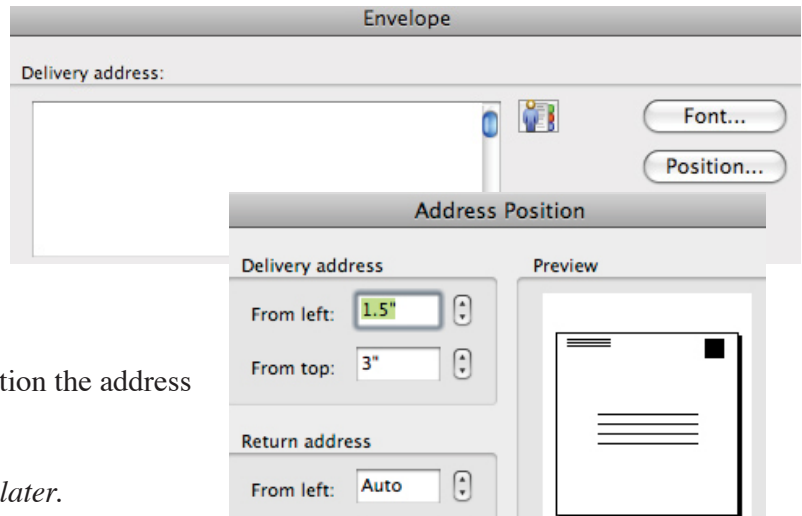 Envelope
Delivery address:
Font...
Position...
Address Position
Delivery address
Preview
From left: 1.5"
From top: 3"
tion the address
Return address
later.
From left: Auto